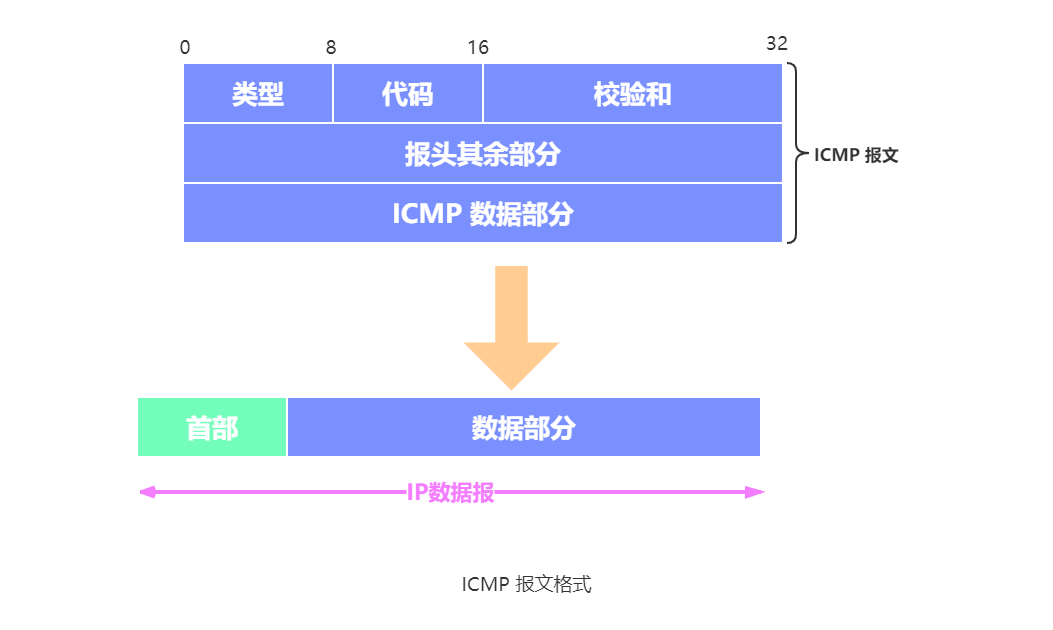 0 8 16 32
类型 代码 校验和
报头其余部分
ICMP 报文
ICMP 数据部分
首部 数据部分
IP数据报
ICMP 报文格式